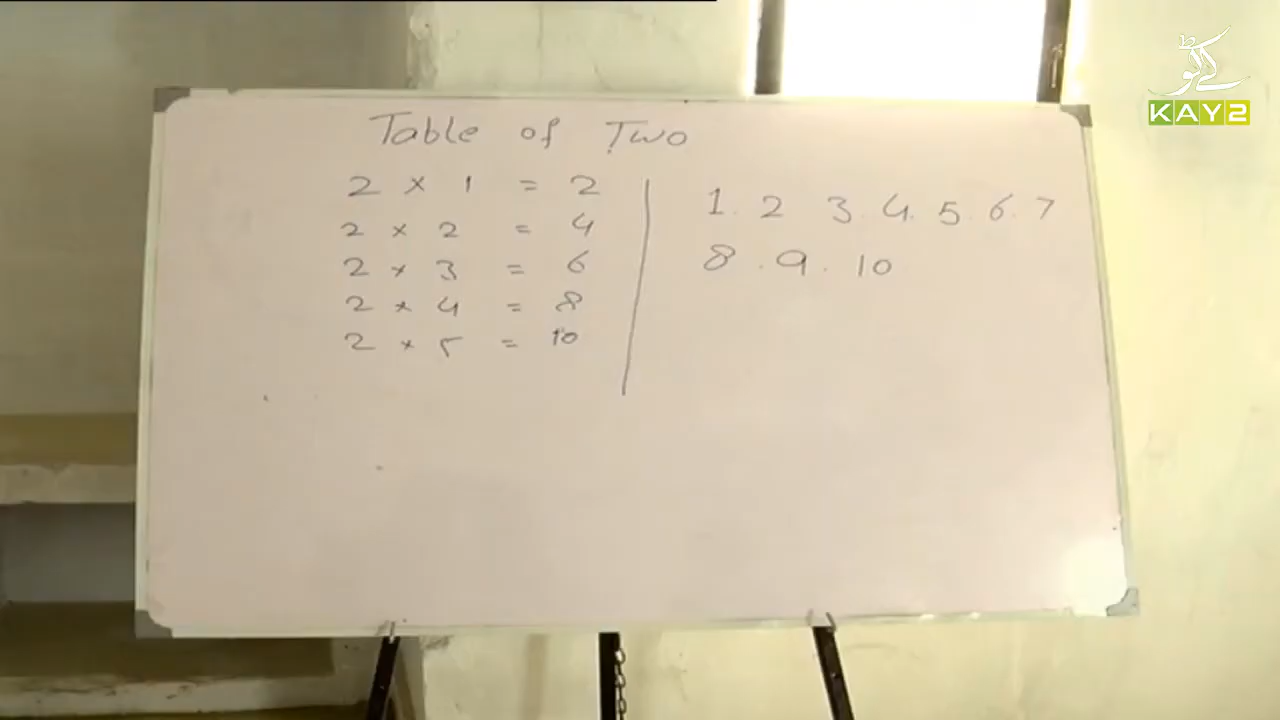 Table of Two
2 × 1 = 2
2 × 2 = 4
2 × 3 = 6
2 × 4 = 8
2 × 5 = 10
1. 2 3 4. 5. 6. 7
8 . 9 . 10
کےٹو
KAY2